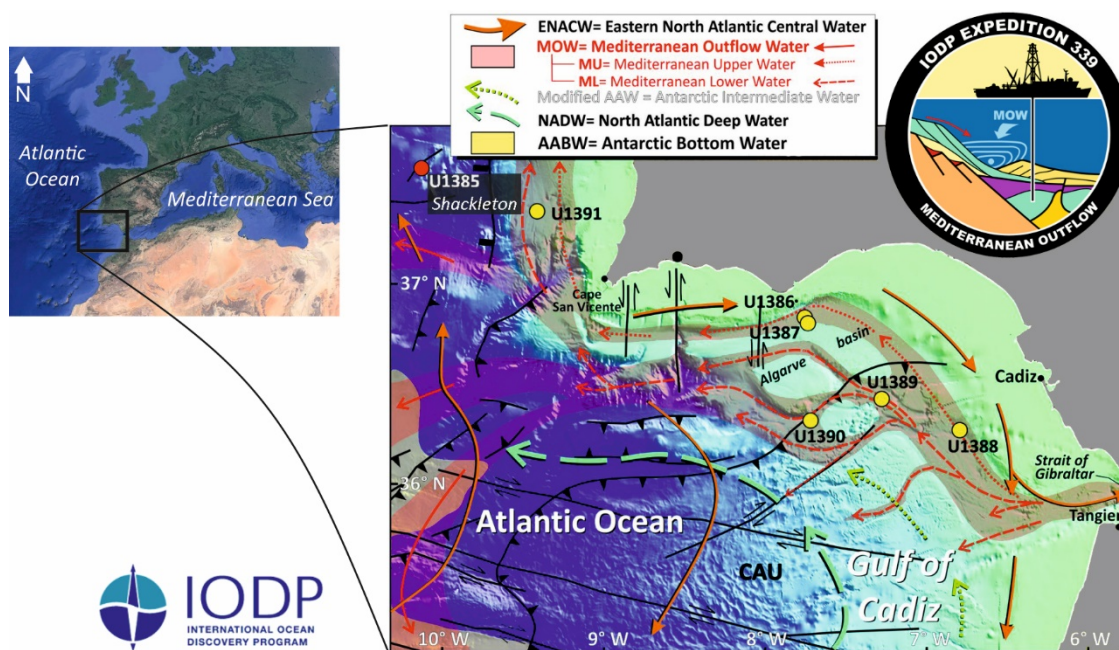 N
Atlantic
Ocean
Mediterranean Sea
ENACW= Eastern North Atlantic Central Water
MOW= Mediterranean Outflow Water
MU= Mediterranean Upper Water
ML= Mediterranean Lower Water
Modified AAW = Antarctic Intermediate Water
NADW= North Atlantic Deep Water
AABW= Antarctic Bottom Water
IODP EXPEDITION 339
MOW
MEDITERRANEAN OUTFLOW
U1385
Shackleton
U1391
37° N
Cape
San Vicente
U1386
U1387
basin
Algarve
U1389
Cadiz
U1390
U1388
Strait of
Gibraltar
36° N
Tangier
Atlantic Ocean
CAU
Gulf of
Cadiz
10° W
9° W
8° W
7° W
6° W
IODP
INTERNATIONAL OCEAN
DISCOVERY PROGRAM